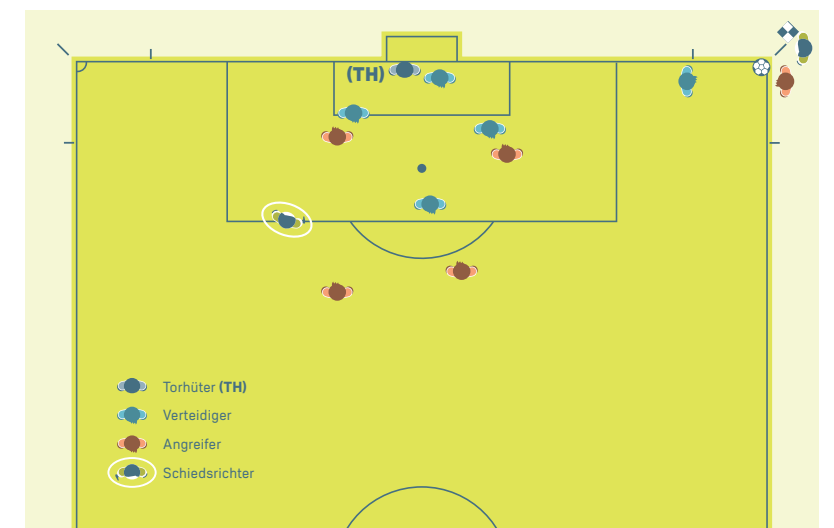 (TH)
Torhüter (TH)
Verteidiger
Angreifer
Schiedsrichter